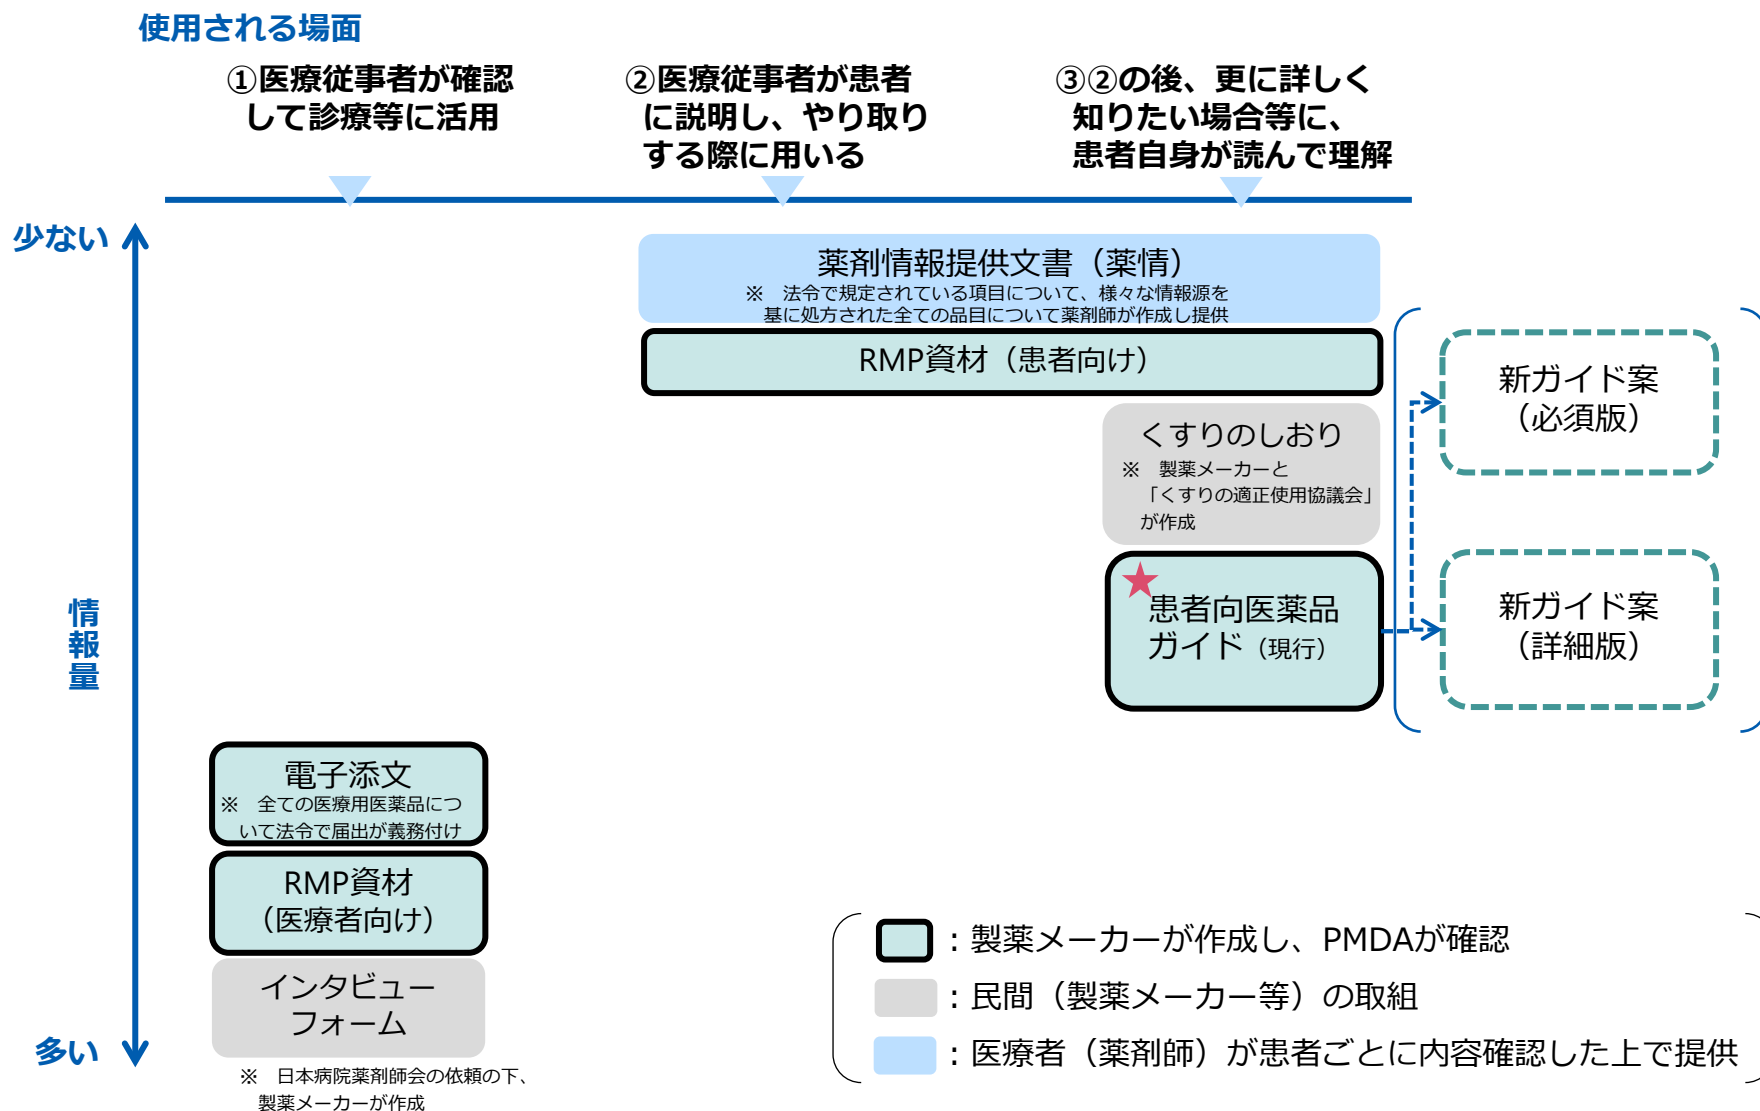 使用される場面
①医療従事者が確認
して診療等に活用
②医療従事者が患者
に説明し、やり取り
する際に用いる
③②の後、更に詳しく
知りたい場合等に、
患者自身が読んで理解
少ない
情報量
多い
薬剤情報提供文書（薬情）
※　法令で規定されている項目について、様々な情報源を
基に処方された全ての品目について薬剤師が作成し提供
RMP資材（患者向け）
くすりのしおり
※　製薬メーカーと
「くすりの適正使用協議会」
が作成
患者向医薬品
ガイド（現行）
新ガイド案
（必須版）
新ガイド案
（詳細版）
電子添文
※　全ての医療用医薬品につ
いて法令で届出が義務付け
RMP資材
（医療者向け）
インタビュー
フォーム
※　日本病院薬剤師会の依頼の下、
製薬メーカーが作成
：製薬メーカーが作成し、PMDAが確認
：民間（製薬メーカー等）の取組
：医療者（薬剤師）が患者ごとに内容確認した上で提供